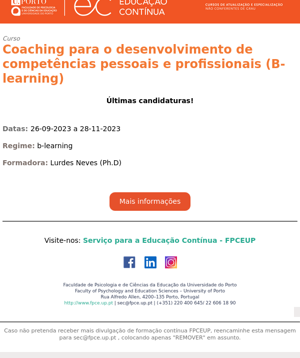 PORTO
EDUCAÇÃO
CONTÍNUA
CURSOS DE ATUALIZAÇÃO E ESPECIALIZAÇÃO
NÃO CONFERENTES DE GRAU
Curso
Coaching para o desenvolvimento de
competências pessoais e profissionais (B-
learning)
Últimas candidaturas!
Datas: 26-09-2023 a 28-11-2023
Regime: b-learning
Formadora: Lurdes Neves (Ph.D)
Mais informações
Visite-nos: Serviço para a Educação Contínua - FPCEUP
Faculdade de Psicologia e de Ciências da Educação da Universidade do Porto
Faculty of Psychology and Education Sciences – University of Porto
Rua Alfredo Allen, 4200–135 Porto, Portugal
http://www.fpce.up.pt | sec@fpce.up.pt | (+351) 220 400 645/ 22 606 18 90
Caso não pretenda receber mais divulgação de formação contínua FPCEUP, reencaminhe esta mensagem
para sec@fpce.up.pt , colocando apenas "REMOVER" em assunto.